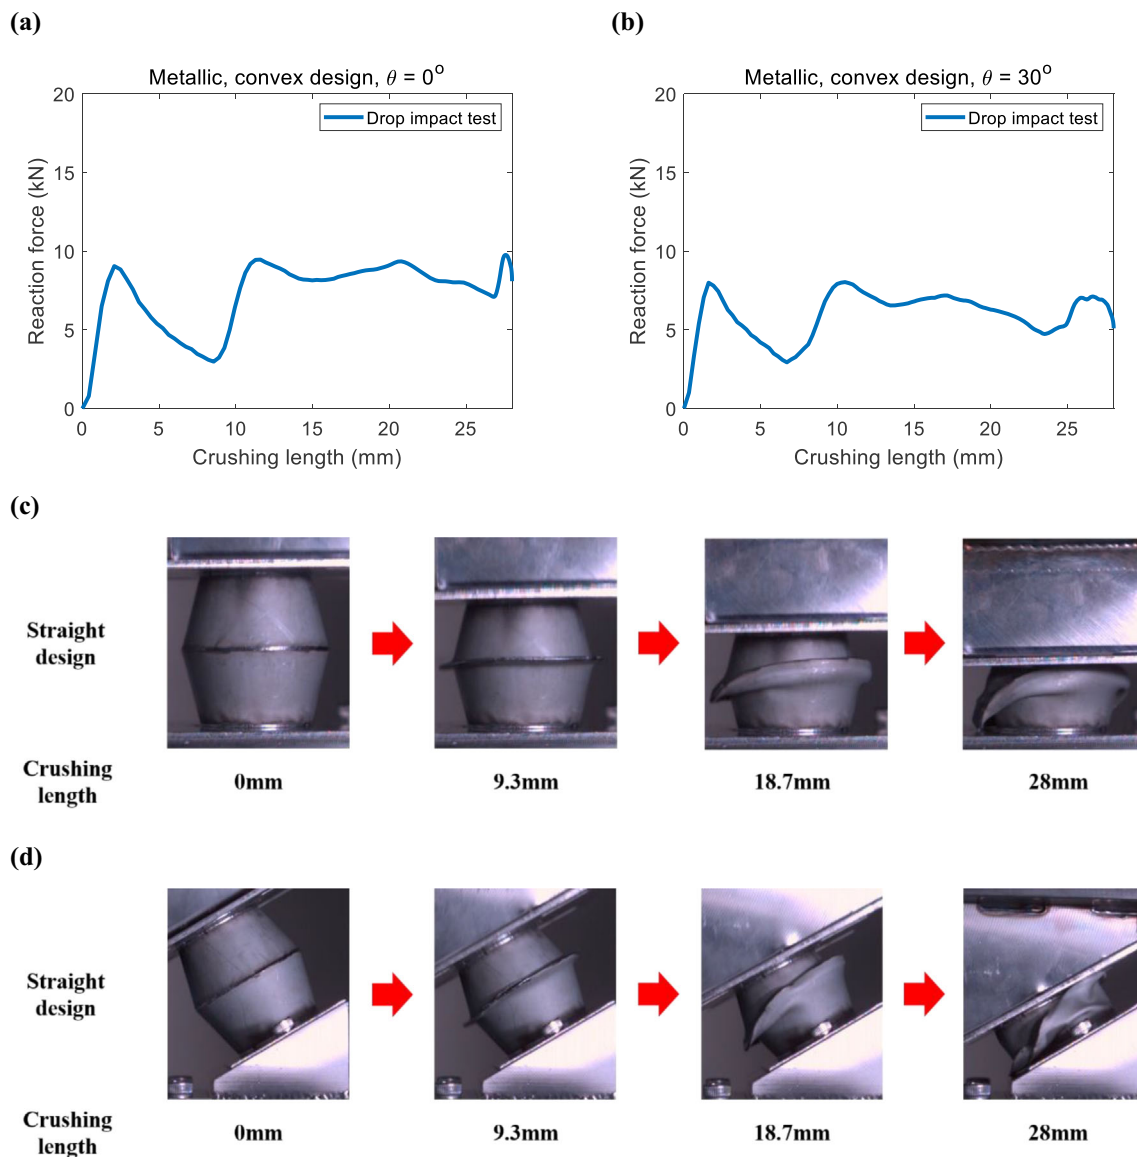 (a)
Metallic, convex design, θ = 0°
Drop impact test
20
15
10
5
0
Reaction force (kN)
0 5 10 15 20 25
Crushing length (mm)
(b)
Metallic, convex design, θ = 30°
Drop impact test
20
15
10
5
0
Reaction force (kN)
0 5 10 15 20 25
Crushing length (mm)
(c)
Straight
design
Crushing
length
0mm 9.3mm 18.7mm 28mm
(d)
Straight
design
Crushing
length
0mm 9.3mm 18.7mm 28mm